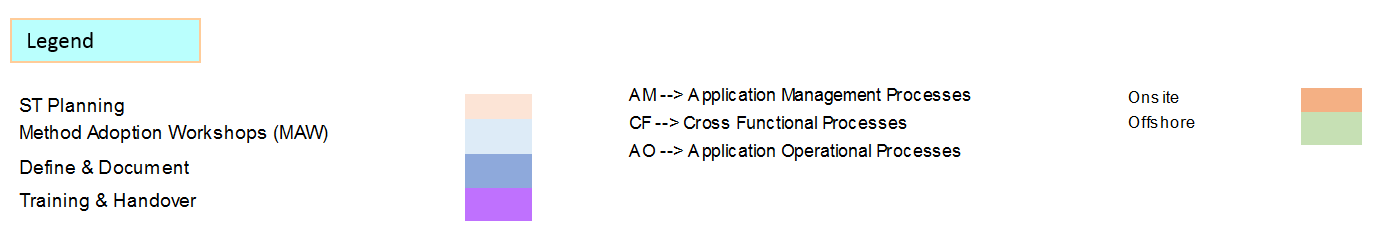 Legend
ST Planning
Method Adoption Workshops (MAW)
Define & Document
Training & Handover
AM --> Application Management Processes
CF --> Cross Functional Processes
AO --> Application Operational Processes
Onsite
Offshore